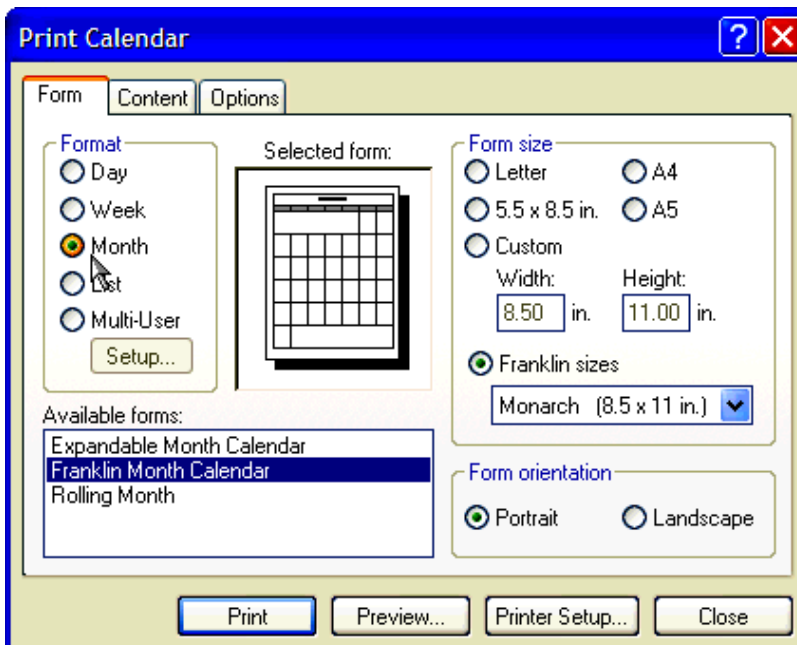 Print Calendar
Form Content Options
Format
Day
Week
Month
List
Multi-User
Setup...
Selected form:
Form size
Letter A4
5.5 x 8.5 in. A5
Custom
Width: Height:
8.50 in. 11.00 in.
Franklin sizes
Monarch (8.5 x 11 in.)
Available forms:
Expandable Month Calendar
Franklin Month Calendar
Rolling Month
Form orientation
Portrait Landscape
Print Preview... Printer Setup... Close